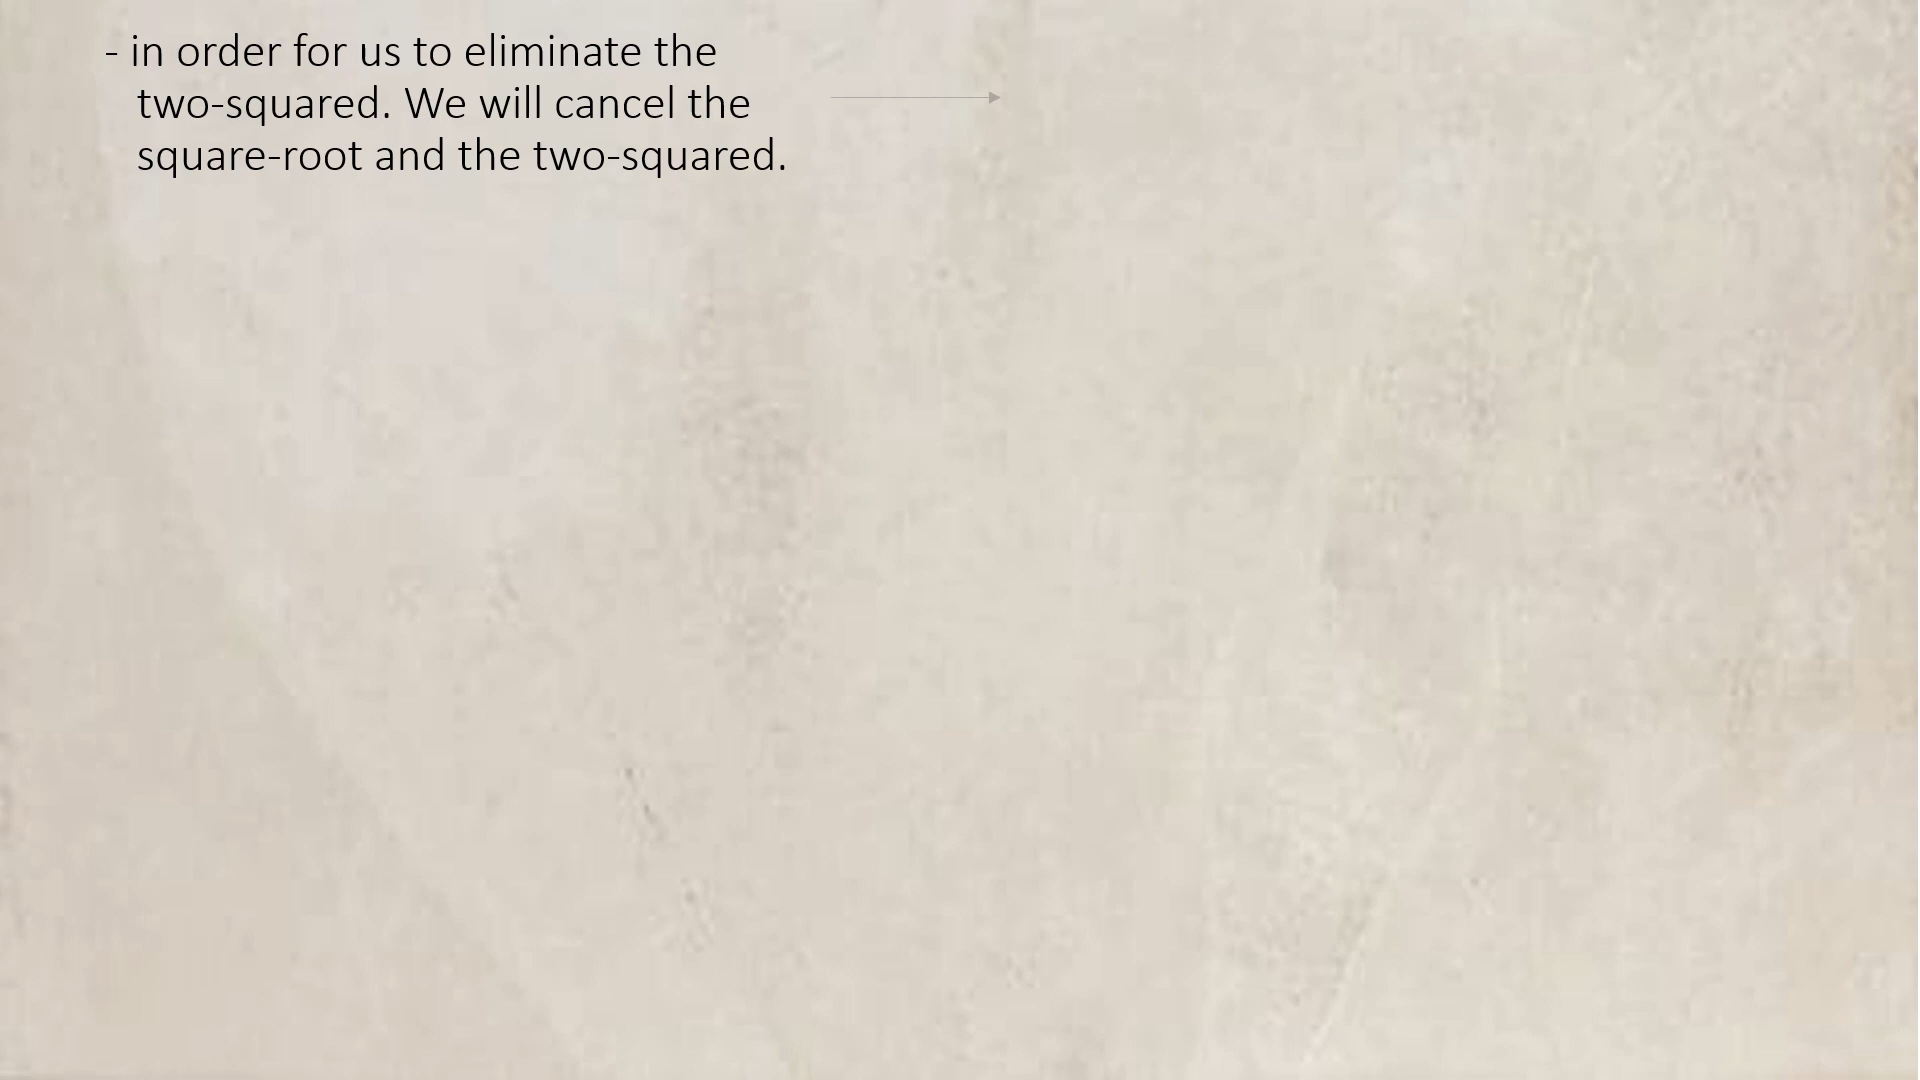 - in order for us to eliminate the
two-squared. We will cancel the
square-root and the two-squared.